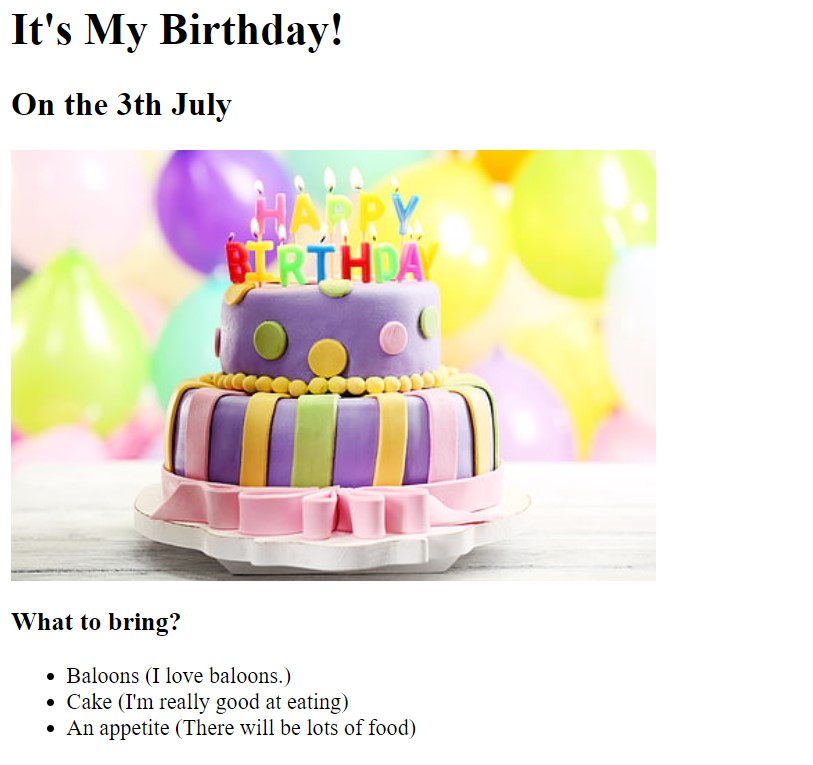 It's My Birthday!
On the 3th July
HAPPY
BIRTHDAY
What to bring?
Baloons (I love baloons.)
Cake (I'm really good at eating)
An appetite (There will be lots of food)